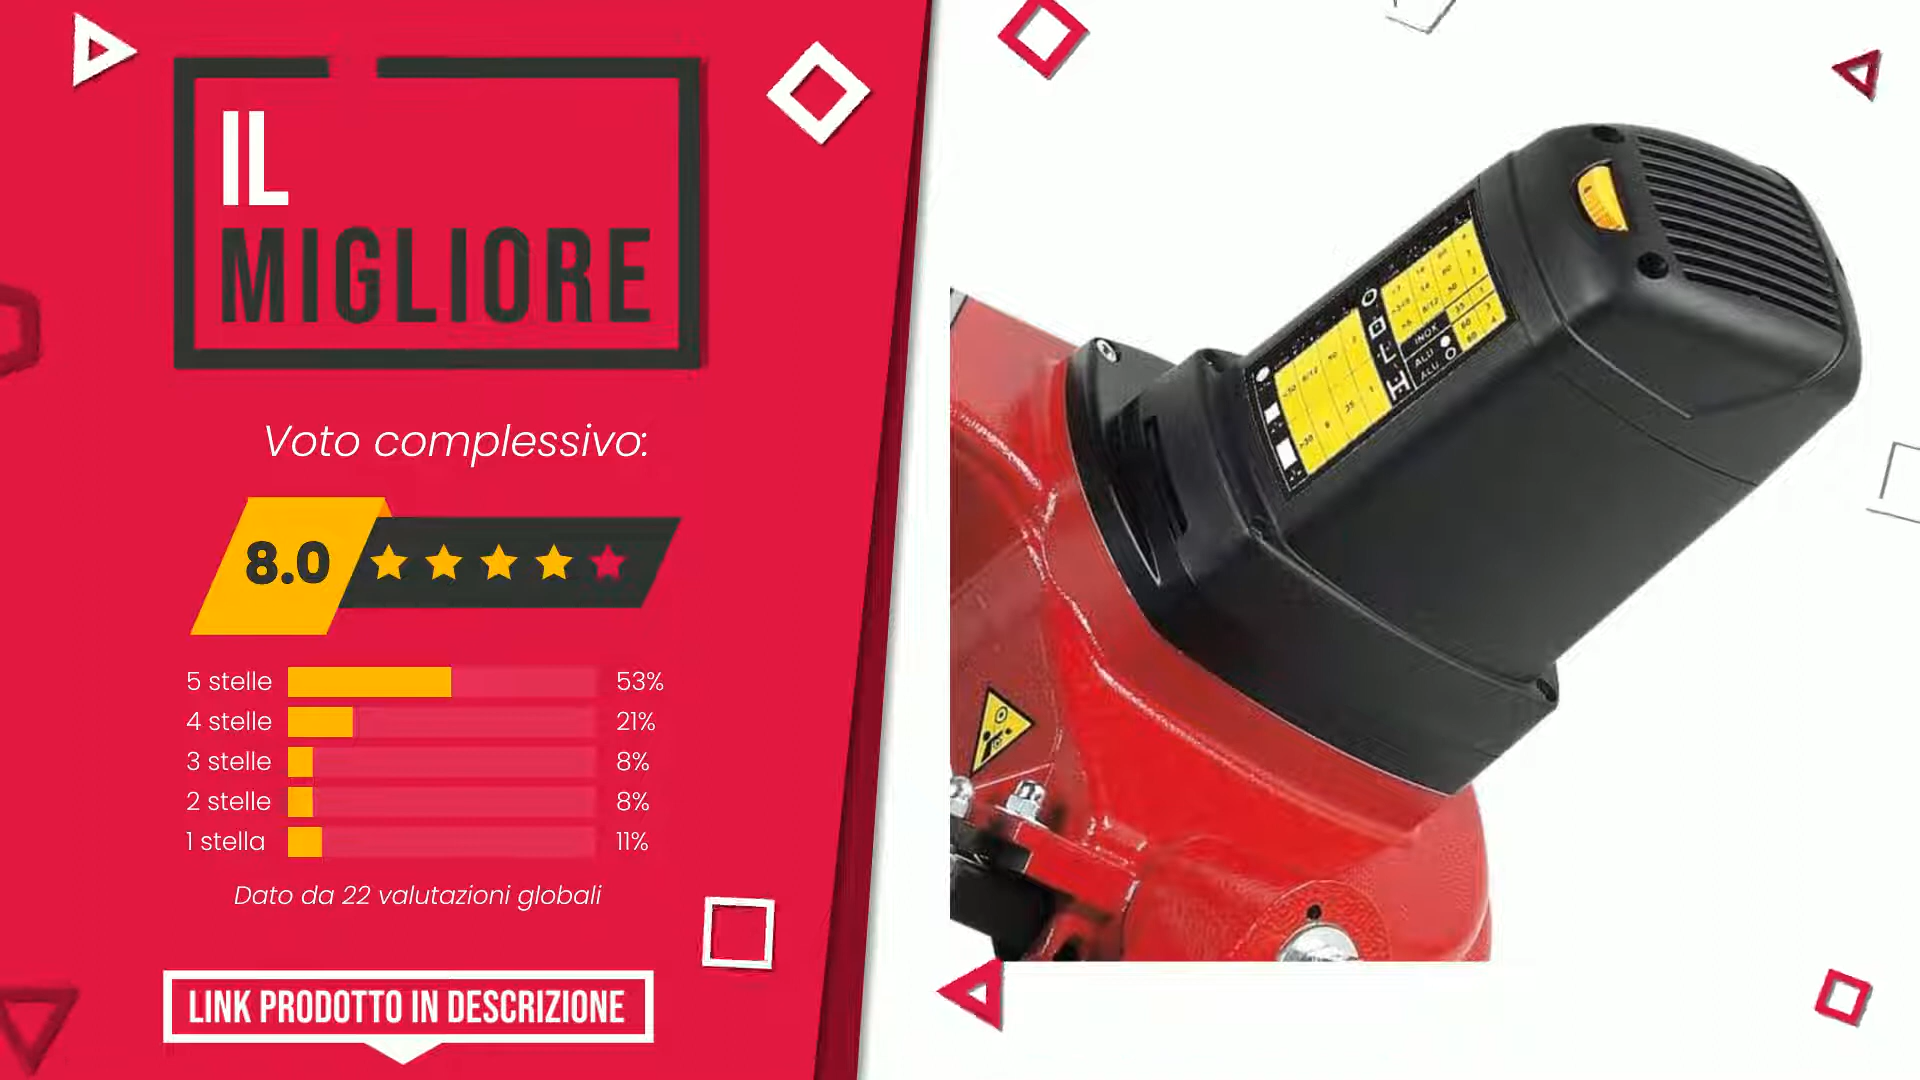 IL
MIGLIORE
Voto complessivo:
8.0
5 stelle 53%
4 stelle 21%
3 stelle 8%
2 stelle 8%
1 stella 11%
Dato da 22 valutazioni globali
LINK PRODOTTO IN DESCRIZIONE
INOX
ALU
ALU